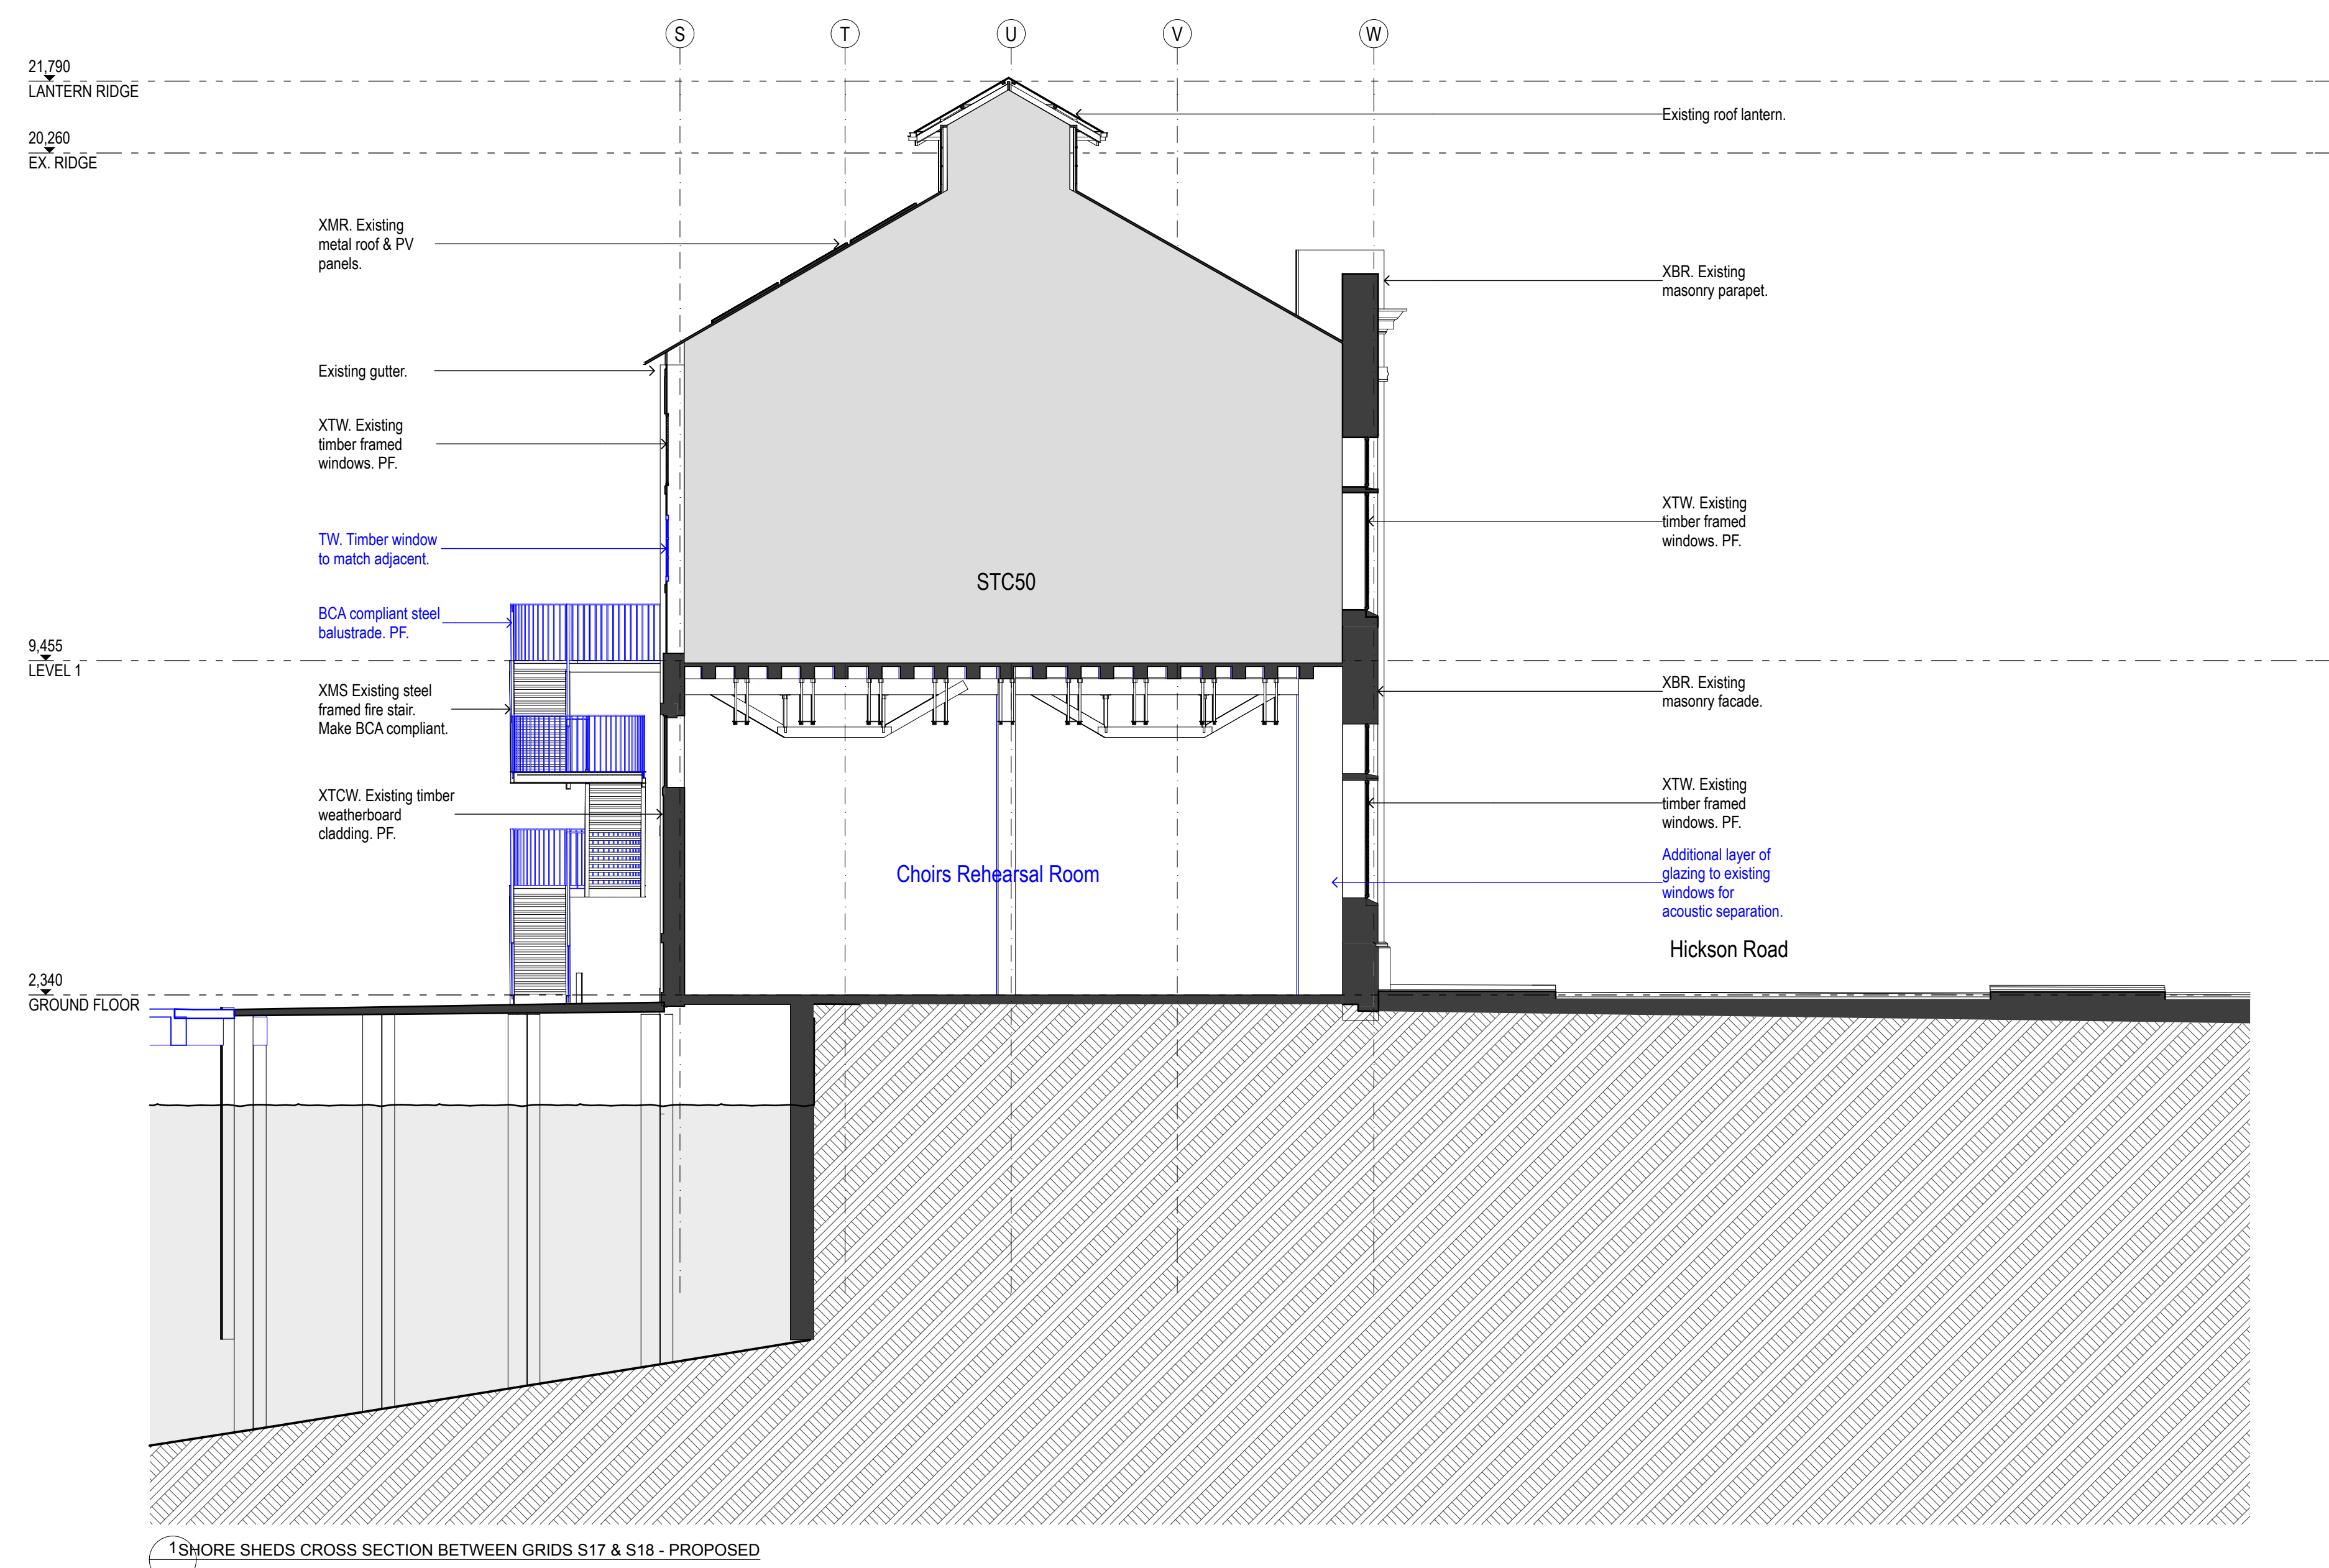 S
T
U
V
W
21,790
LANTERN RIDGE
Existing roof lantern.
20,260
EX. RIDGE
XMR. Existing
metal roof & PV
panels.
XBR. Existing
masonry parapet.
Existing gutter.
XTW. Existing
timber framed
windows. PF.
XTW. Existing
timber framed
windows. PF.
TW. Timber window
to match adjacent.
STC50
BCA compliant steel
balustrade. PF.
9,455
LEVEL 1
XMS Existing steel
framed fire stair.
Make BCA compliant.
XBR. Existing
masonry facade.
XTCW. Existing timber
weatherboard
cladding. PF.
XTW. Existing
timber framed
windows. PF.
Choirs Rehearsal Room
Additional layer of
glazing to existing
windows for
acoustic separation.
Hickson Road
2,340
GROUND FLOOR
1
SHORE SHEDS CROSS SECTION BETWEEN GRIDS S17 & S18 - PROPOSED